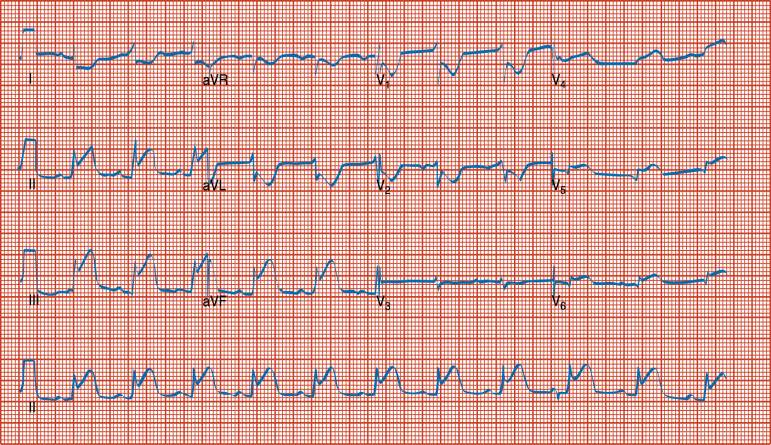 I aVR V1 V4
II aVL V2 V5
III aVF V3 V6
II